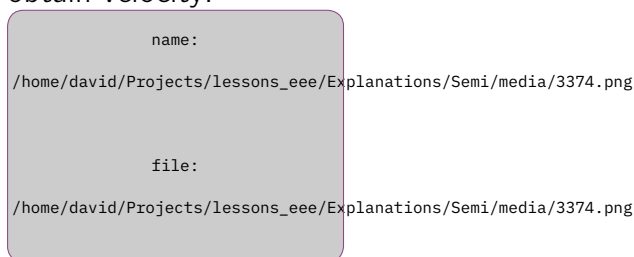 obtain velocity:
name:
/home/david/Projects/lessons_eee/Explanations/Semi/media/3374.png
file:
/home/david/Projects/lessons_eee/Explanations/Semi/media/3374.png